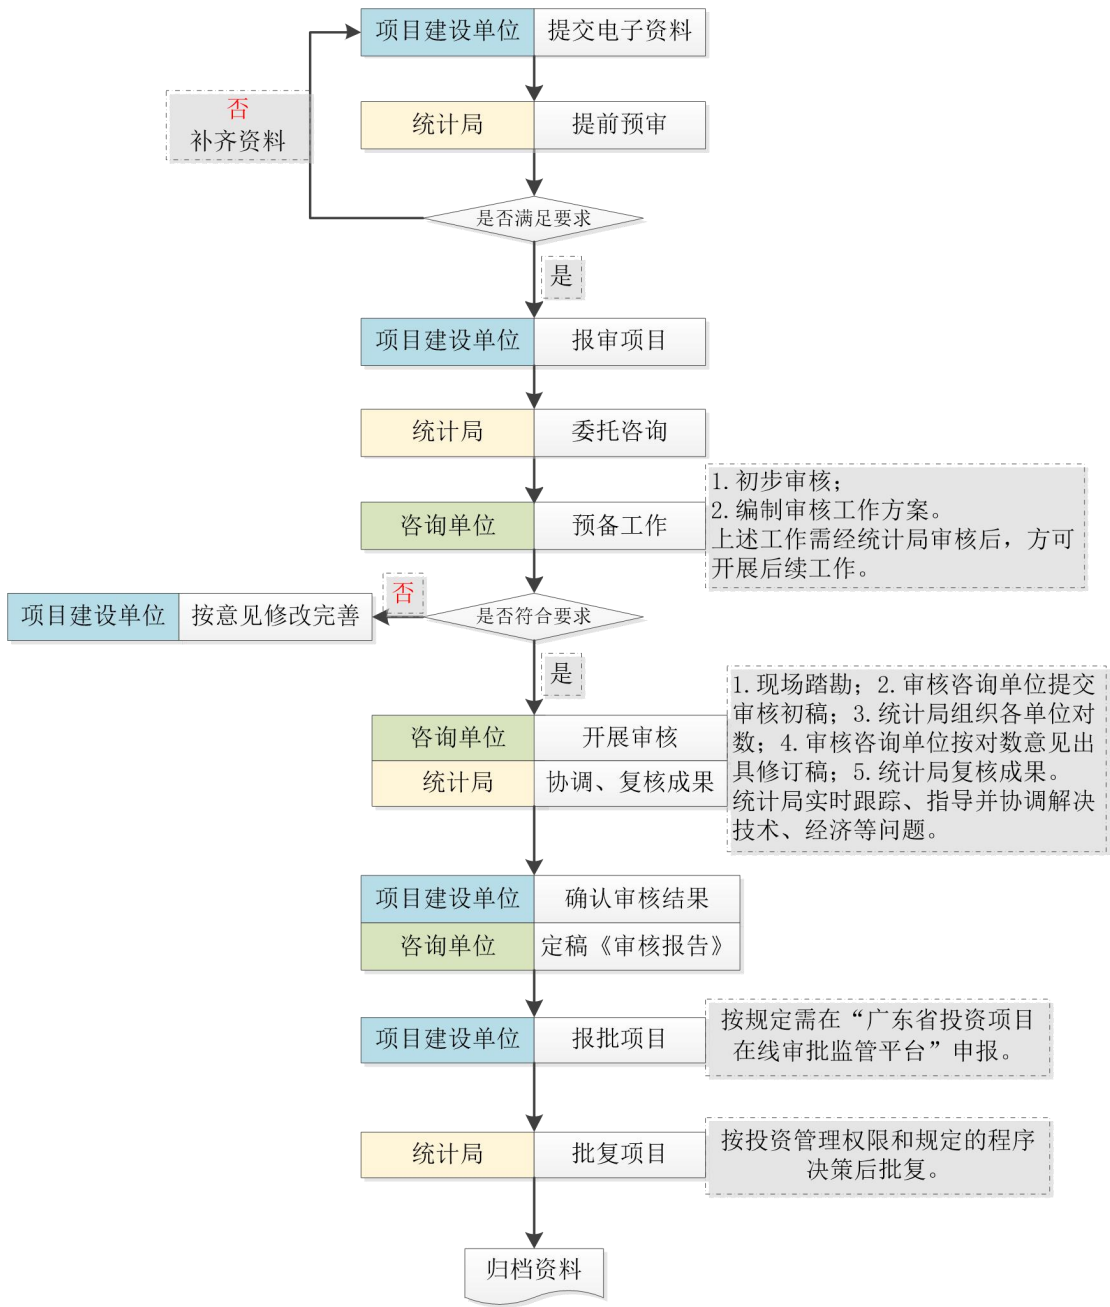 项目建设单位 提交电子资料
否
补齐资料
统计局 提前预审
是否满足要求
是
项目建设单位 报审项目
统计局 委托咨询
咨询单位 预备工作
1.初步审核；
2.编制审核工作方案。
上述工作需经统计局审核后，方可
开展后续工作。
否
是否符合要求
项目建设单位 按意见修改完善
是
咨询单位 开展审核
统计局 协调、复核成果
1.现场踏勘；2.审核咨询单位提交
审核初稿；3.统计局组织各单位对
数；4.审核咨询单位按对数意见出
具修订稿；5.统计局复核成果。
统计局实时跟踪、指导并协调解决
技术、经济等问题。
项目建设单位 确认审核结果
咨询单位 定稿《审核报告》
项目建设单位 报批项目
按规定需在“广东省投资项目
在线审批监管平台”申报。
统计局 批复项目
按投资管理权限和规定的程序
决策后批复。
归档资料